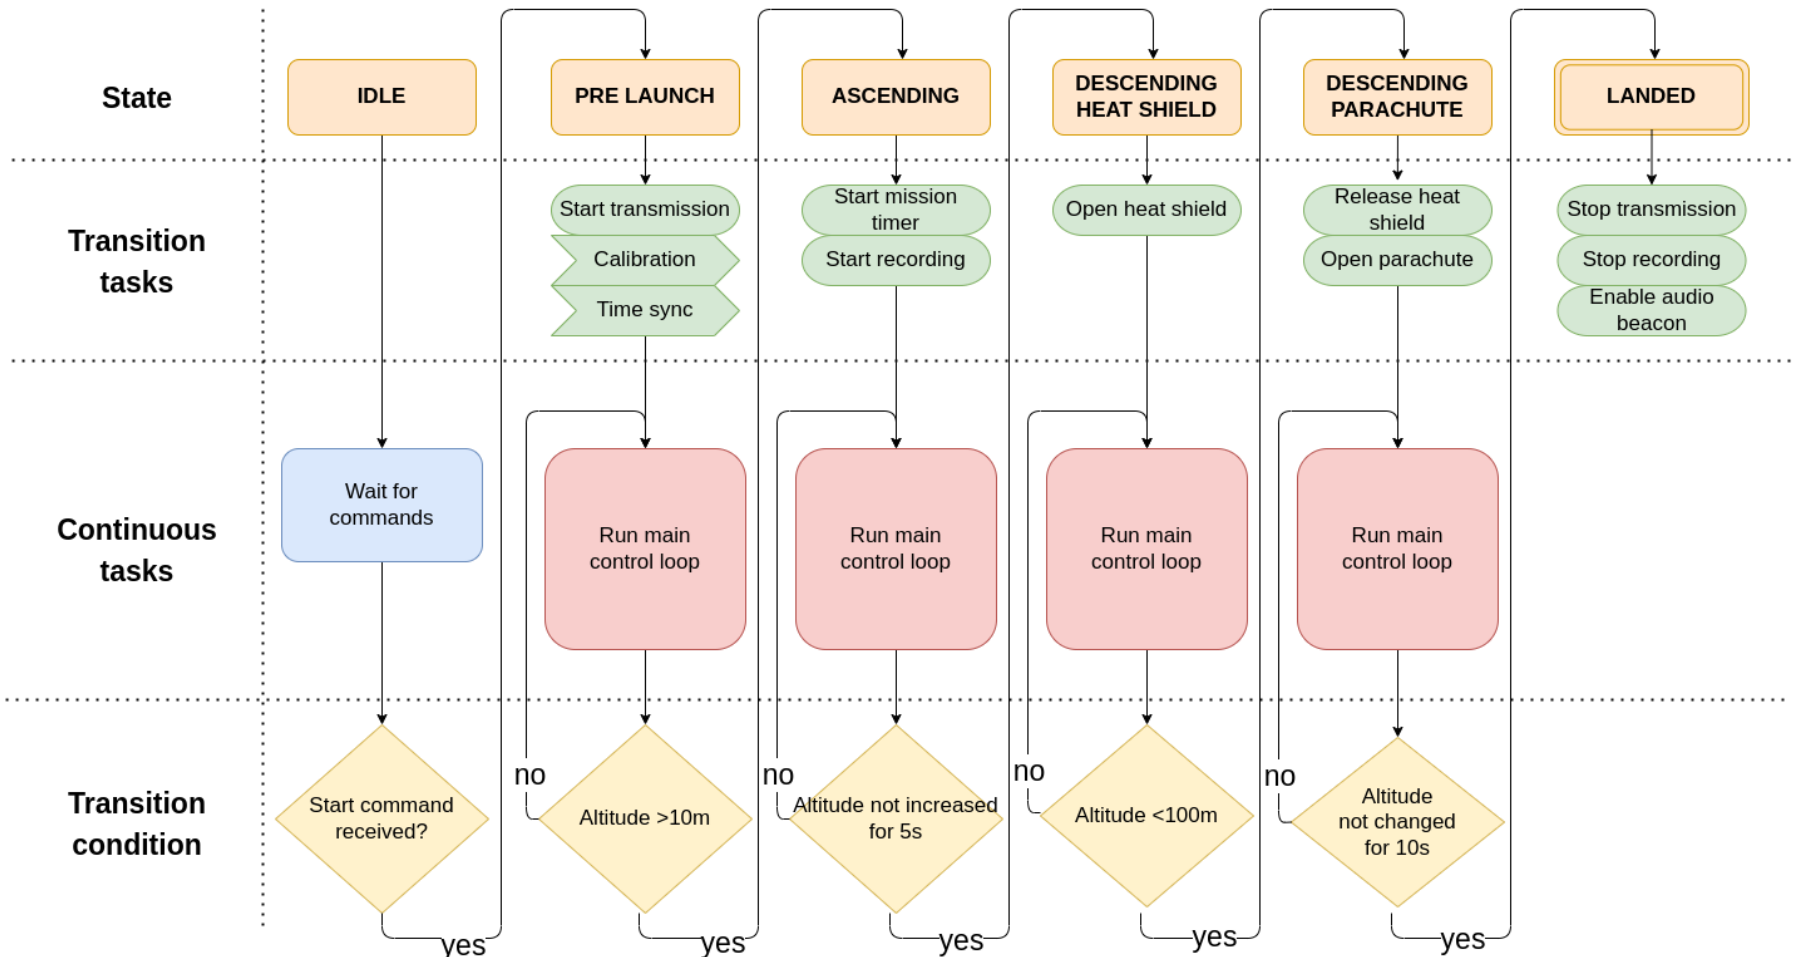 State
IDLE
PRE LAUNCH
ASCENDING
DESCENDING
HEAT SHIELD
DESCENDING
PARACHUTE
LANDED
Transition
tasks
Start transmission
Calibration
Time sync
Start mission
timer
Start recording
Open heat shield
Release heat
shield
Open parachute
Stop transmission
Stop recording
Enable audio
beacon
Continuous
tasks
Wait for
commands
Run main
control loop
Run main
control loop
Run main
control loop
Run main
control loop
Transition
condition
Start command
received?
yes
no
Altitude >10m
yes
no
Altitude not increased
for 5s
yes
no
Altitude <100m
yes
no
Altitude
not changed
for 10s
yes